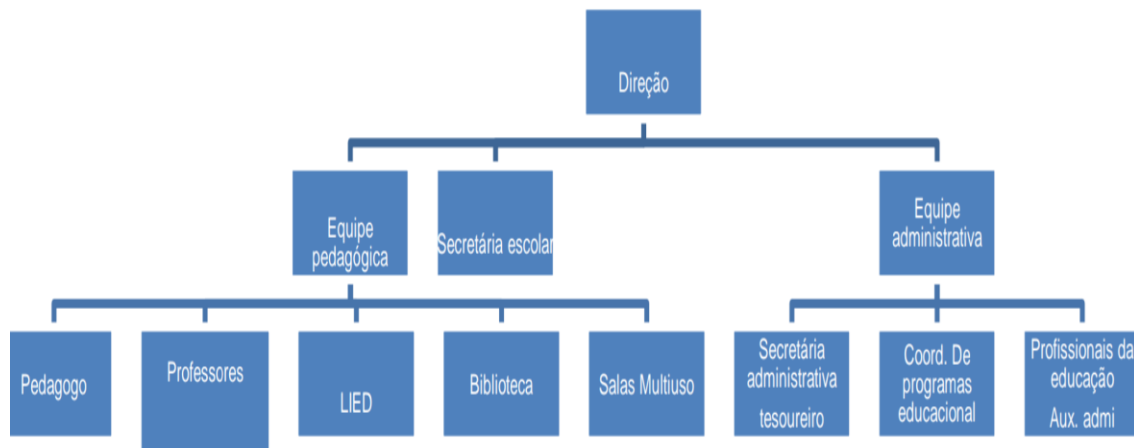 Direção
Equipe
pedagógica
Secretária escolar
Equipe
administrativa
Pedagogo
Professores
LIED
Biblioteca
Salas Multiuso
Secretária
administrativa
tesoureiro
Coord. De
programas
educacional
Profissionais da
educação
Aux. admi